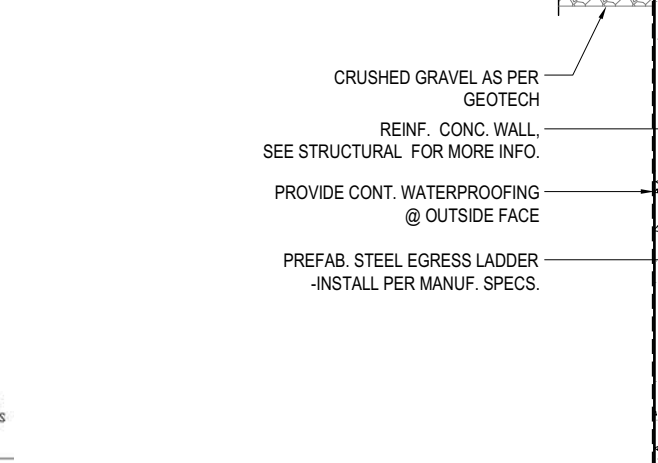 CRUSHED GRAVEL AS PER
GEOTECH
REINF. CONC. WALL,
SEE STRUCTURAL FOR MORE INFO.
PROVIDE CONT. WATERPROOFING
@ OUTSIDE FACE
PREFAB. STEEL EGRESS LADDER
-INSTALL PER MANUF. SPECS.